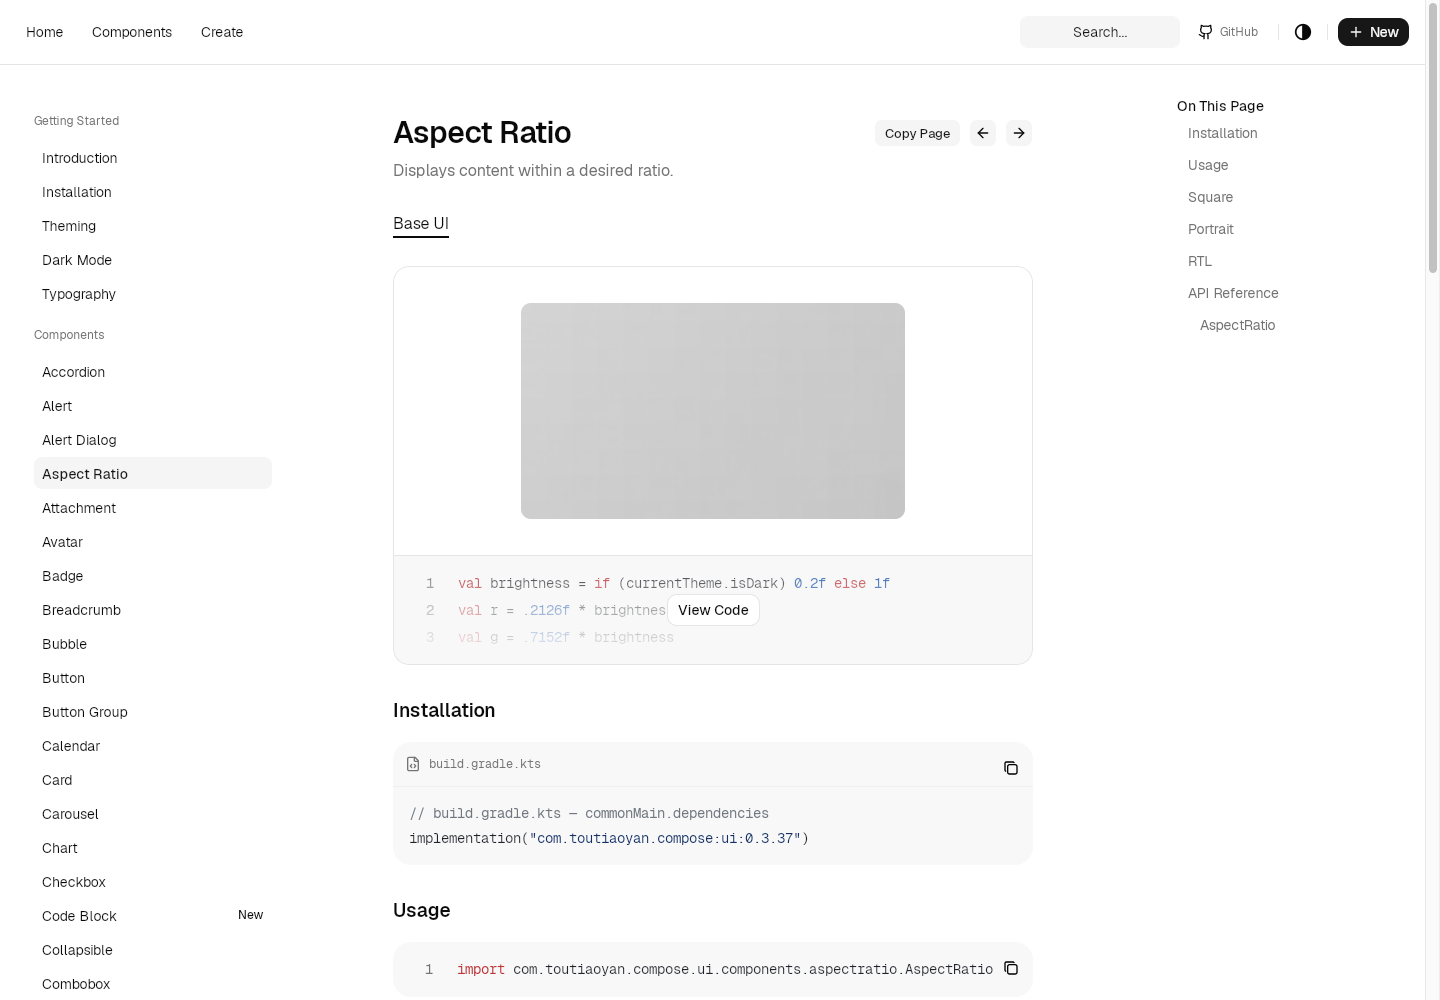 Home Components Create Search... GitHub New
Getting Started
Introduction
Installation
Theming
Dark Mode
Typography
Components
Accordion
Alert
Alert Dialog
Aspect Ratio
Attachment
Avatar
Badge
Breadcrumb
Bubble
Button
Button Group
Calendar
Card
Carousel
Chart
Checkbox
Code Block New
Collapsible
Combobox
Aspect Ratio
Copy Page
Displays content within a desired ratio.
Base UI
1 val brightness = if (currentTheme.isDark) 0.2f else 1f
2 val r = .2126f * brightnes
View Code
3 val g = .7152f * brightness
Installation
build.gradle.kts
// build.gradle.kts — commonMain.dependencies
implementation("com.toutiaoyan.compose:ui:0.3.37")
Usage
1 import com.toutiaoyan.compose.ui.components.aspectratio.AspectRatio
On This Page
Installation
Usage
Square
Portrait
RTL
API Reference
AspectRatio